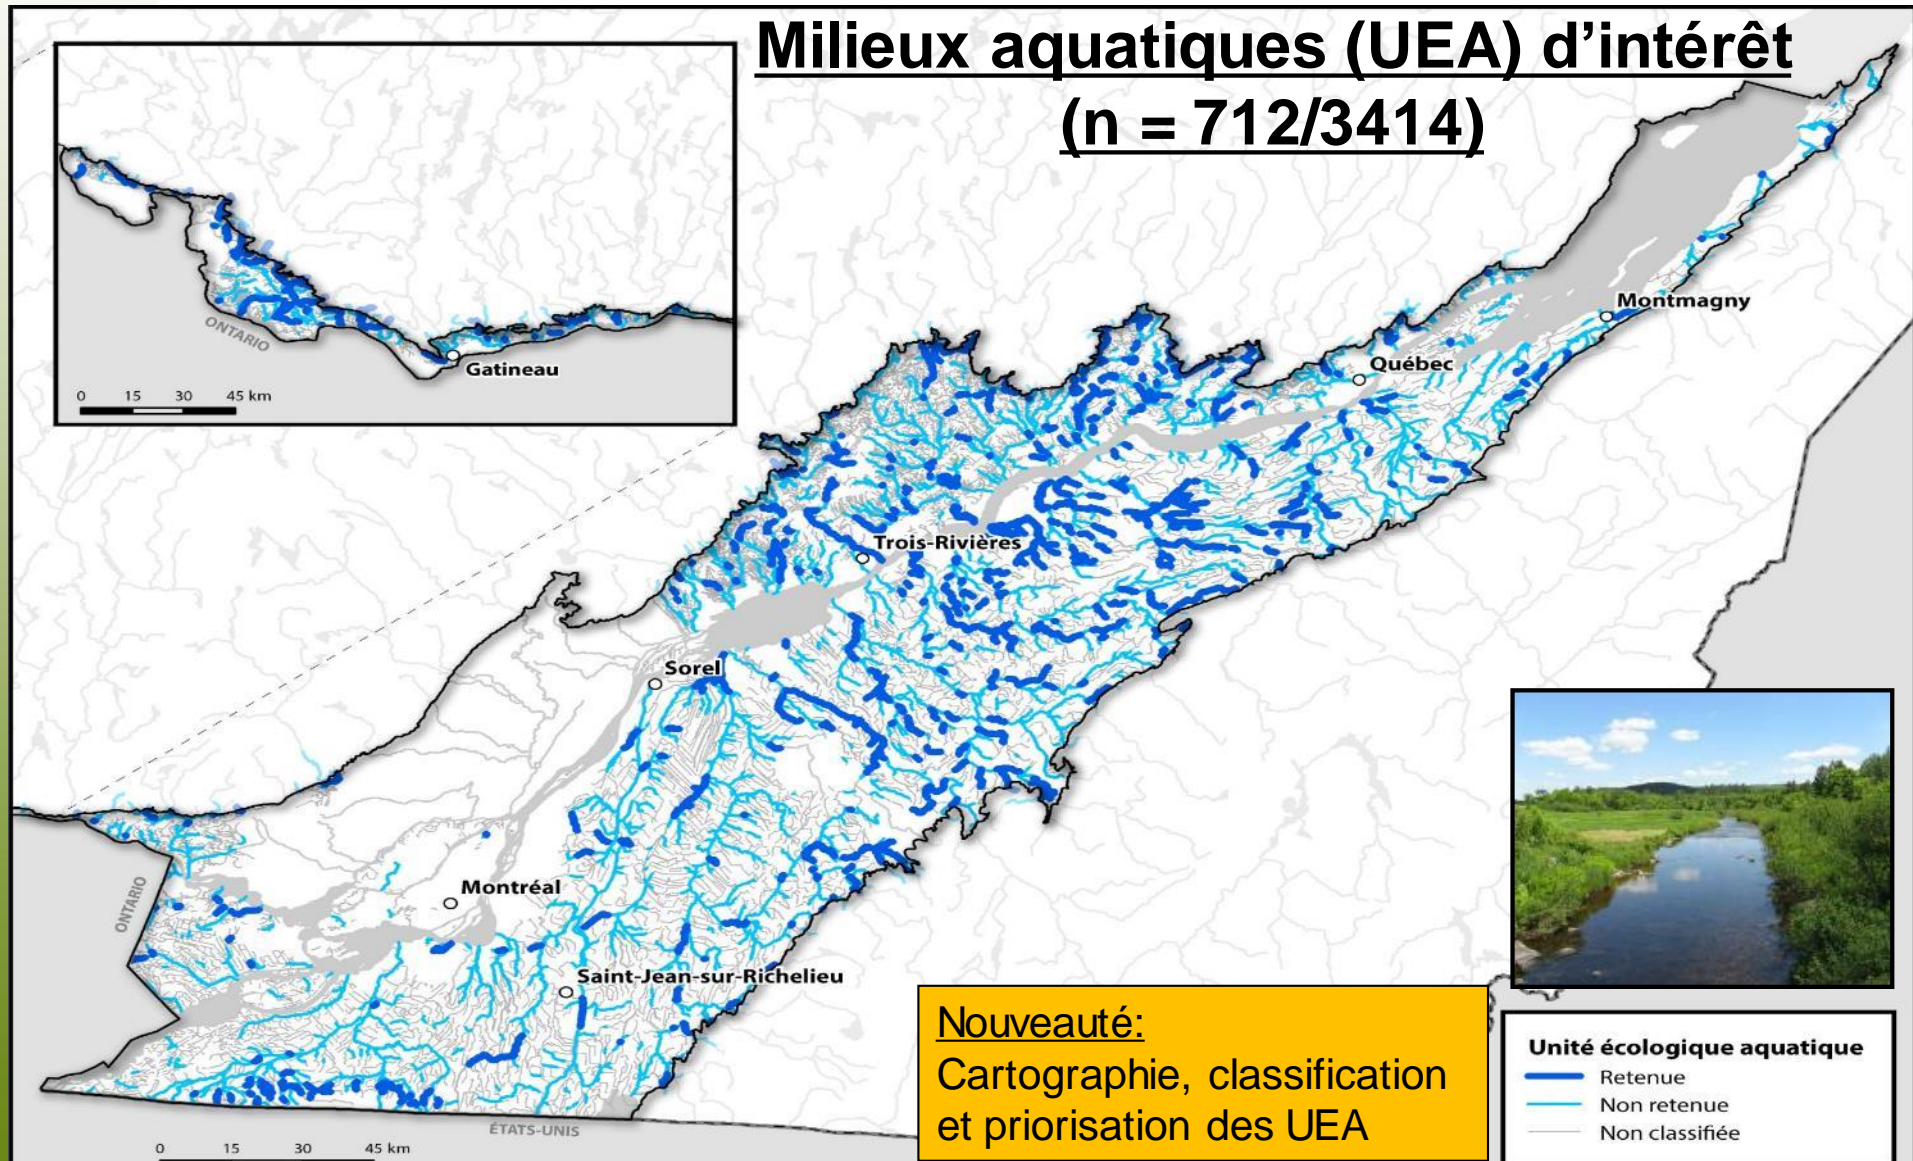 Milieux aquatiques (UEA) d'intérêt
(n = 712/3414)
ONTARIO
Gatineau
0 15 30 45 km
Montmagny
Québec
Trois-Rivières
Sorel
Montréal
ONTARIO
Saint-Jean-sur-Richelieu
ÉTATS-UNIS
0 15 30 45 km
Nouveauté:
Cartographie, classification
et priorisation des UEA
Unité écologique aquatique
Retenue
Non retenue
Non classifiée